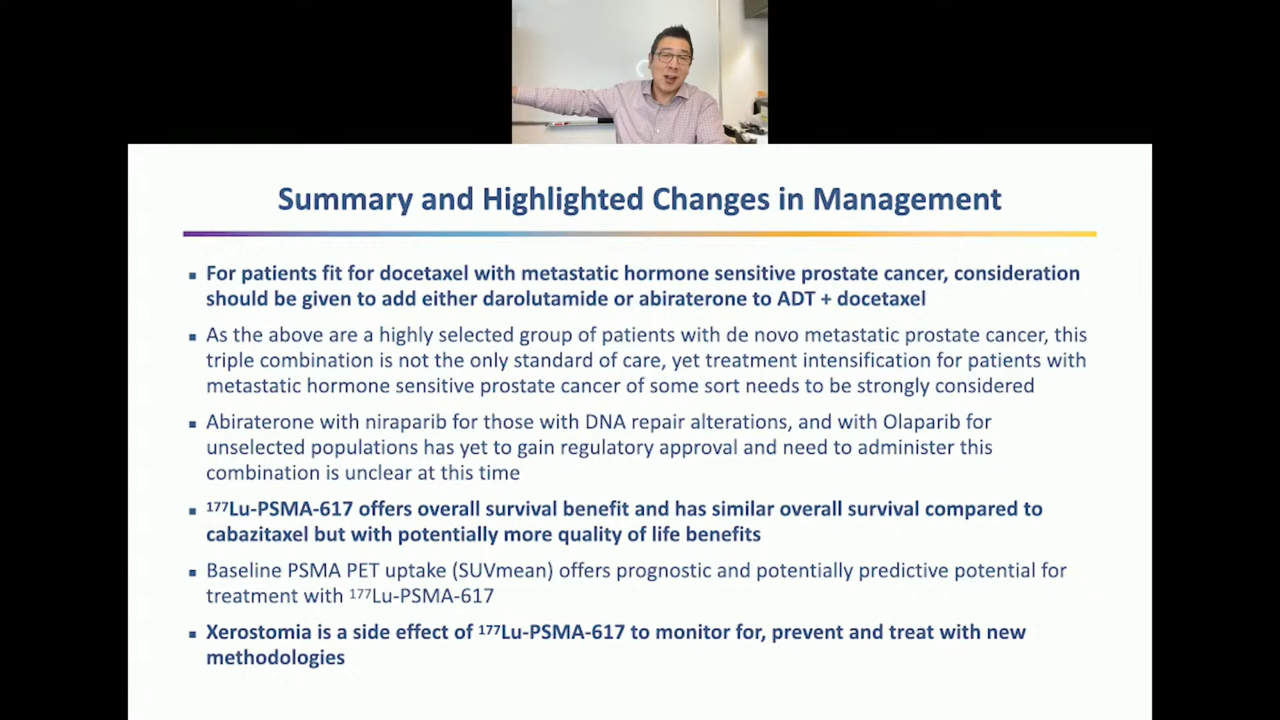 Summary and Highlighted Changes in Management
▪ For patients fit for docetaxel with metastatic hormone sensitive prostate cancer, consideration
should be given to add either darolutamide or abiraterone to ADT + docetaxel
▪ As the above are a highly selected group of patients with de novo metastatic prostate cancer, this
triple combination is not the only standard of care, yet treatment intensification for patients with
metastatic hormone sensitive prostate cancer of some sort needs to be strongly considered
▪ Abiraterone with niraparib for those with DNA repair alterations, and with Olaparib for
unselected populations has yet to gain regulatory approval and need to administer this
combination is unclear at this time
▪ ¹⁷⁷Lu-PSMA-617 offers overall survival benefit and has similar overall survival compared to
cabazitaxel but with potentially more quality of life benefits
▪ Baseline PSMA PET uptake (SUVmean) offers prognostic and potentially predictive potential for
treatment with ¹⁷⁷Lu-PSMA-617
▪ Xerostomia is a side effect of ¹⁷⁷Lu-PSMA-617 to monitor for, prevent and treat with new
methodologies